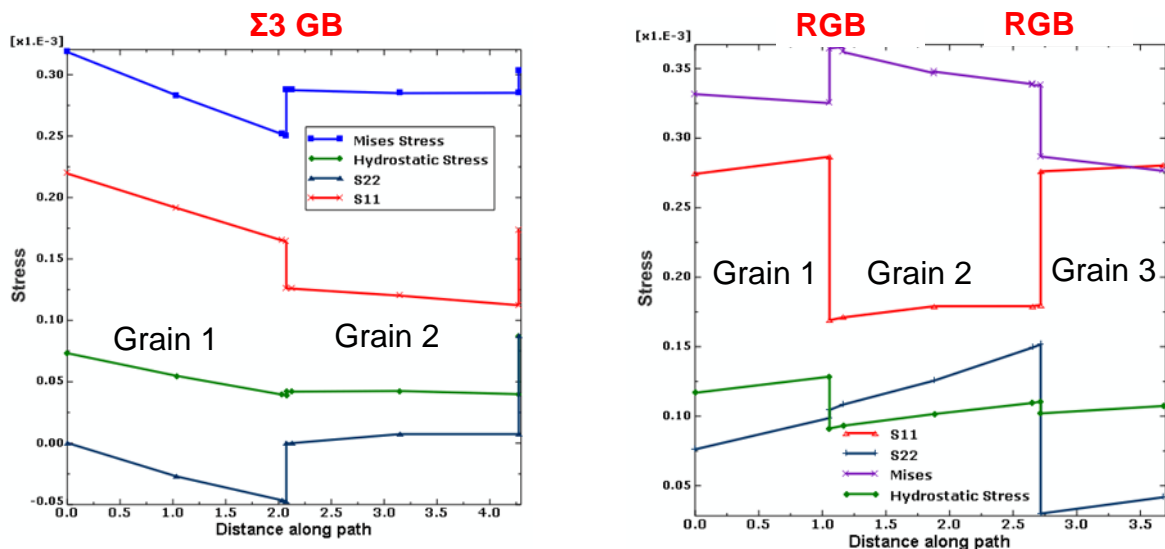 Σ3 GB
[x1.E-3]
0.30
0.25
0.20
0.15
0.10
0.05
0.00
-0.05
Stress
Mises Stress
Hydrostatic Stress
S22
S11
Grain 1
Grain 2
0.0 0.5 1.0 1.5 2.0 2.5 3.0 3.5 4.0
Distance along path
RGB RGB
[x1.E-3]
0.35
0.30
0.25
0.20
0.15
0.10
0.05
Stress
Grain 1 Grain 2 Grain 3
S11
S22
Mises
Hydrostatic Stress
0.0 0.5 1.0 1.5 2.0 2.5 3.0 3.5
Distance along path